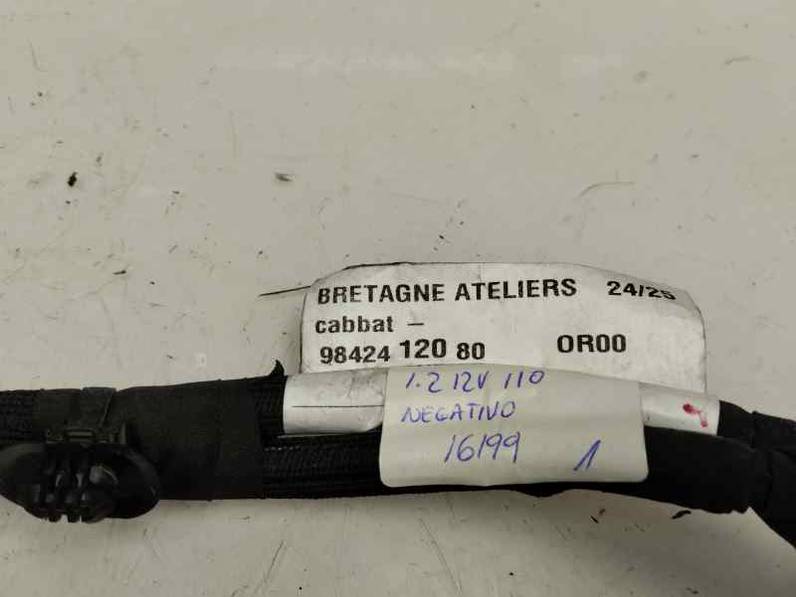 BRETAGNE ATELIERS 24/25
cabbat -
98424 120 80 OR00
1.2 12V 110
NEGATIVO
16199 1